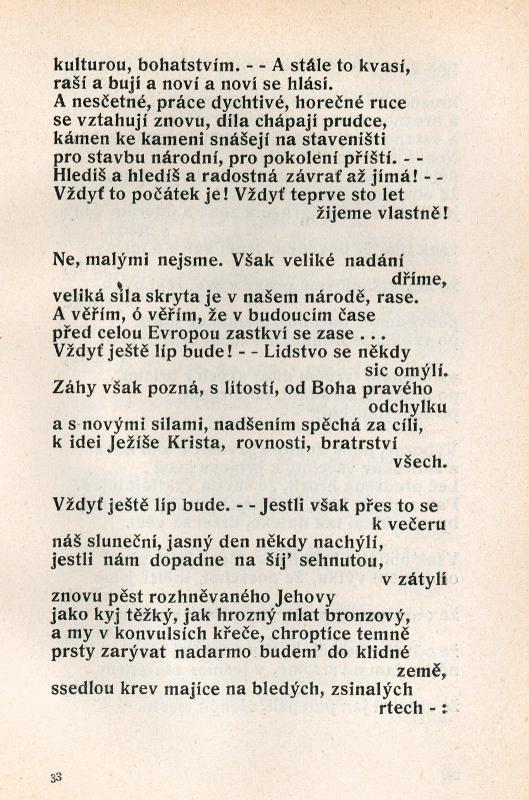 kulturou, bohatstvím. - - A stále to kvasí,
raší a bují a noví a noví se hlásí.
A nesčetné, práce dychtivé, horečné ruce
se vztahují znovu, díla chápají prudce,
kámen ke kameni snášejí na staveništi
pro stavbu národní, pro pokolení příští. - -
Hledíš a hledíš a radostná závrať až jímá! - -
Vždyť to počátek je! Vždyť teprve sto let
žijeme vlastně!
Ne, malými nejsme. Však veliké nadání
dříme,
veliká síla skryta je v našem národě, rase.
A věřím, ó věřím, že v budoucím čase
před celou Evropou zastkví se zase ...
Vždyť ještě líp bude! - - Lidstvo se někdy
sic omýlí.
Záhy však pozná, s lítostí, od Boha pravého
odchylku
a s novými silami, nadšením spěchá za cíli,
k idei Ježíše Krista, rovnosti, bratrství
všech.
Vždyť ještě líp bude. - - Jestli však přes to se
k večeru
náš sluneční, jasný den někdy nachýlí,
jestli nám dopadne na šíj' sehnutou,
v zátylí
znovu pěst rozhněvaného Jehovy
jako kyj těžký, jak hrozný mlat bronzový,
a my v konvulsích křeče, chroptíce temně
prsty zarývat nadarmo budem' do klidné
země,
ssedlou krev majíce na bledých, zsinalých
rtech - :
33